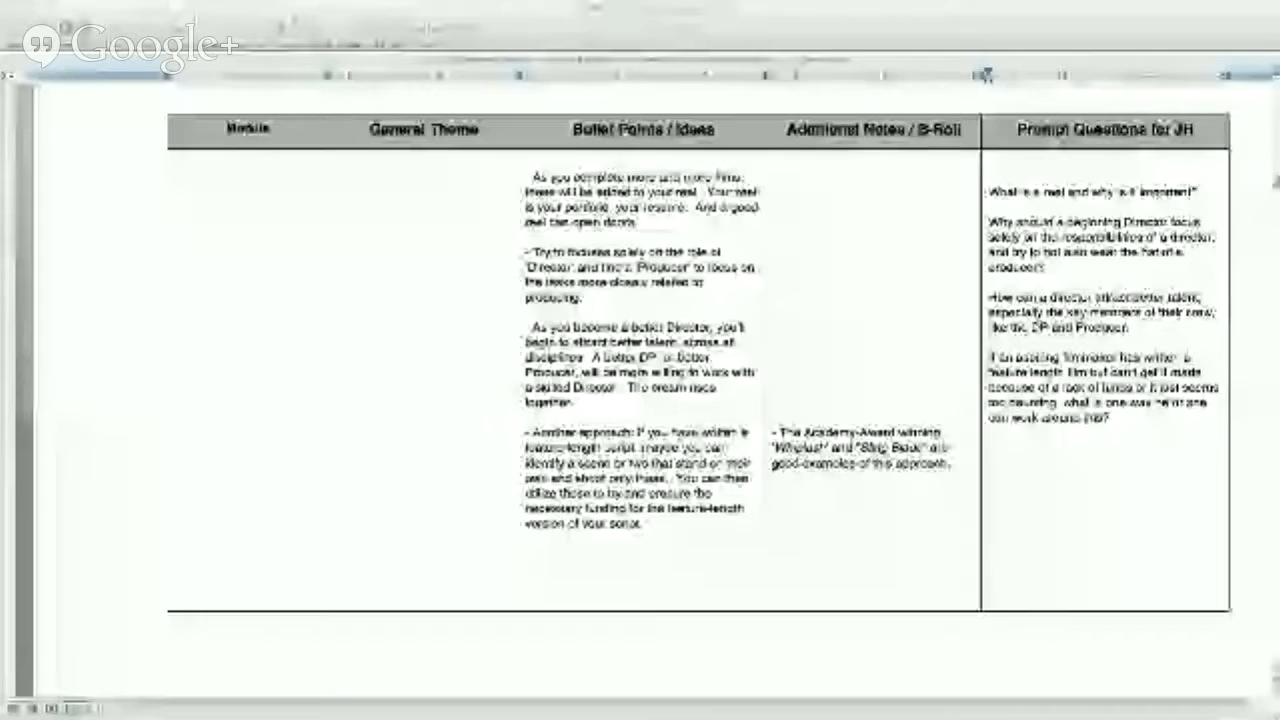 Google+
Module
General Theme
Bullet Points / Ideas
Additional Notes / B-Roll
Prompt Questions for JH
As you complete more and more films,
these will be added to your reel. Your reel
is your portfolio, your resume. And a good
reel can open doors.
- Try to focuses solely on the role of
'Director' and find a 'Producer' to focus on
the tasks more closely related to
producing.
As you become a better Director, you'll
begin to attract better talent, across all
disciplines. A better DP, or better
Producer, will be more willing to work with
a skilled Director. The cream rises
together.
- Another approach: If you have written a
feature-length script, maybe you can
identify a scene or two that stand on their
own and shoot only those. You can then
utilize those to try and ensure the
necessary funding for the feature-length
version of your script.
- The Academy-Award winning
"Whiplash" and "Sling Blade" are
good examples of this approach.
What is a reel and why is it important?
Why should a beginning Director focus
solely on the responsibilities of a director,
and try to not also wear the hat of a
producer?
How can a director attract better talent,
especially the key members of their crew,
like the DP and Producer.
If an aspiring filmmaker has written a
feature length film but can't get it made
because of a lack of funds or it just seems
too daunting, what is one way he or she
can work around this?